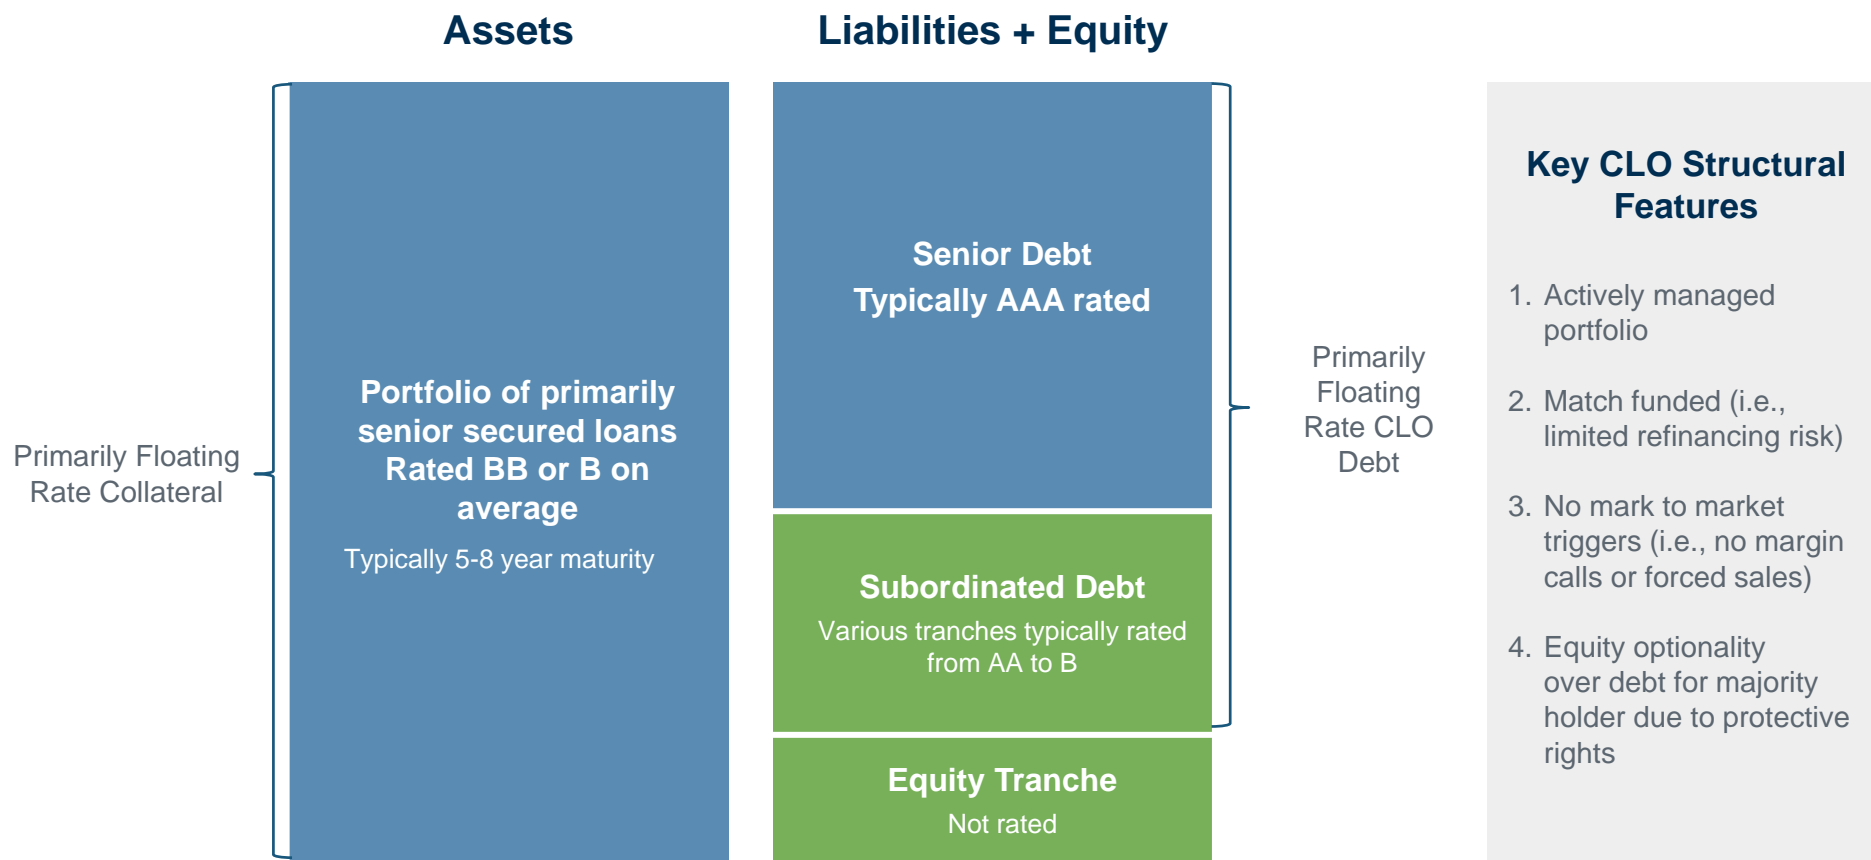 Assets
Liabilities + Equity
Primarily Floating
Rate Collateral
Portfolio of primarily
senior secured loans
Rated BB or B on
average
Typically 5-8 year maturity
Senior Debt
Typically AAA rated
Subordinated Debt
Various tranches typically rated
from AA to B
Equity Tranche
Not rated
Primarily
Floating
Rate CLO
Debt
Key CLO Structural
Features
1. Actively managed
portfolio
2. Match funded (i.e.,
limited refinancing risk)
3. No mark to market
triggers (i.e., no margin
calls or forced sales)
4. Equity optionality
over debt for majority
holder due to protective
rights